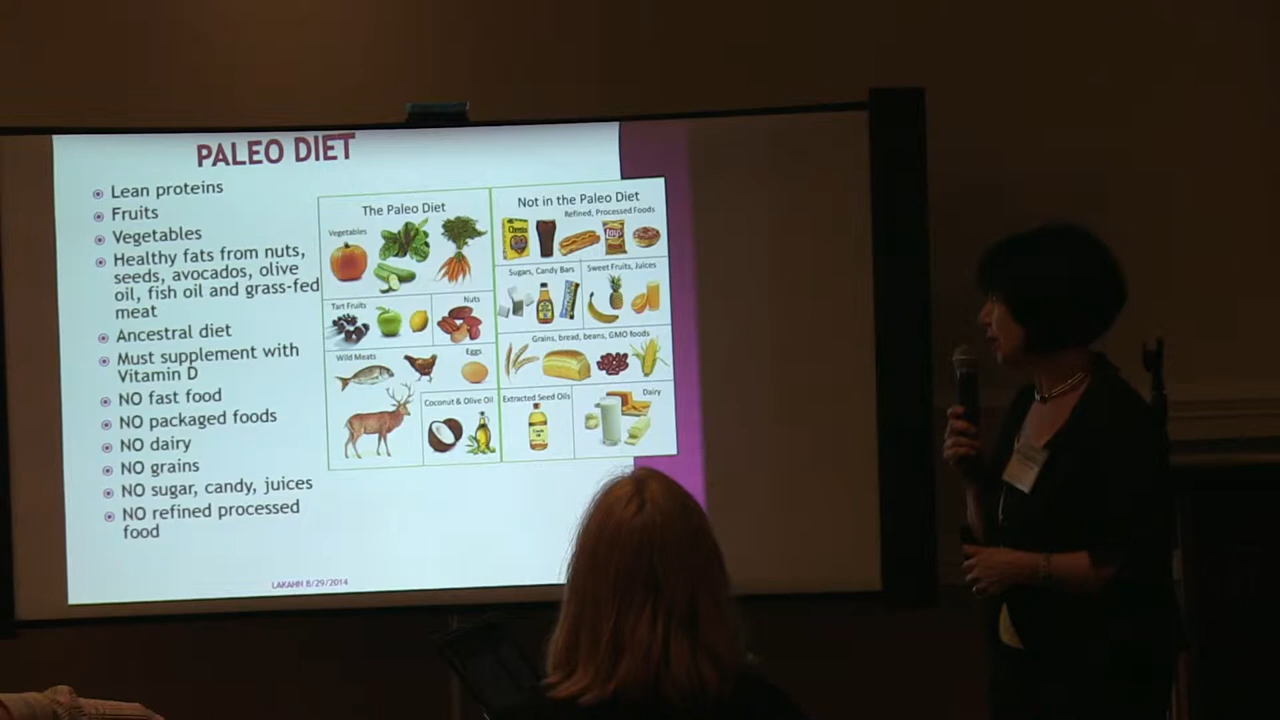 PALEO DIET
Lean proteins
Fruits
Vegetables
Healthy fats from nuts,
seeds, avocados, olive
oil, fish oil and grass-fed
meat
Ancestral diet
Must supplement with
Vitamin D
NO fast food
NO packaged foods
NO dairy
NO grains
NO sugar, candy, juices
NO refined processed
food
The Paleo Diet
Vegetables
Tart Fruits
Nuts
Wild Meats
Eggs
Coconut & Olive Oil
Not in the Paleo Diet
Refined, Processed Foods
Cheerios
Lay's
Sugars, Candy Bars
Sweet Fruits, Juices
Grains, bread, beans, GMO foods
Extracted Seed Oils
Dairy
LAKAHN 8/29/2014